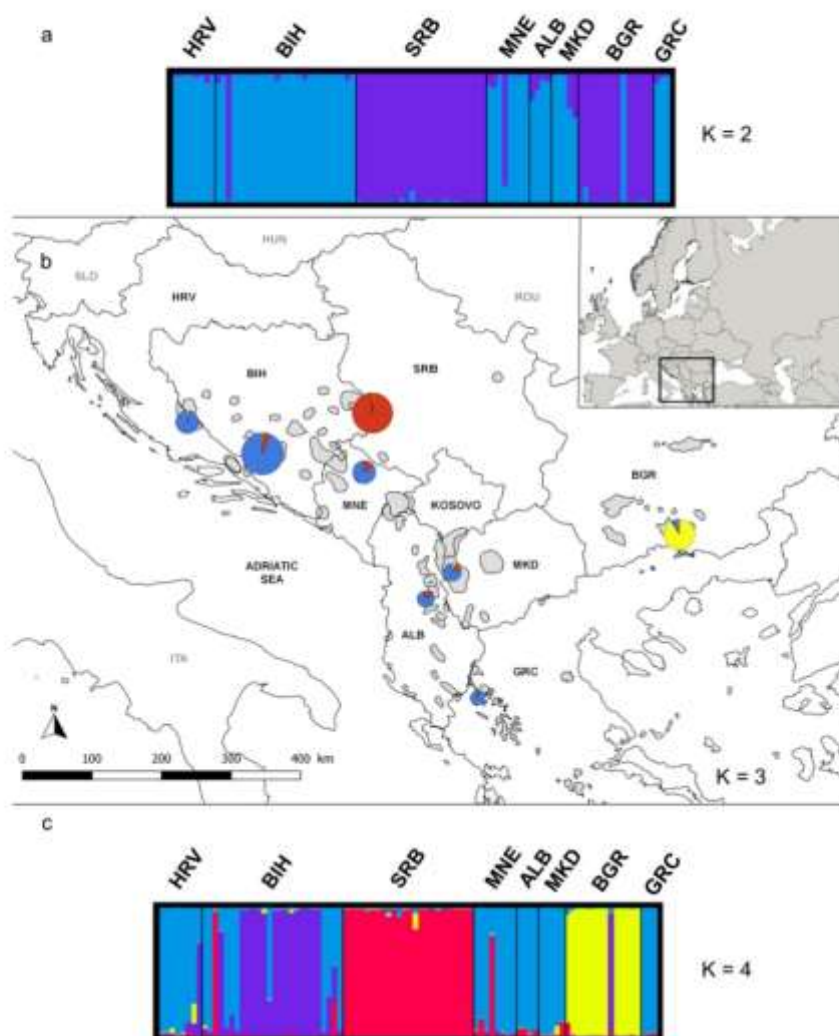 a
HRV BIH SRB MNE ALB MKD BGR GRC
K = 2
b
HUN
SLO
ROU
HRV
BIH
SRB
BGR
MNE
KOSOVO
ADRIATIC
SEA
MKD
ALB
ITA
GRC
N
0 100 200 300 400 km
K = 3
c
HRV BIH SRB MNE ALB MKD BGR GRC
K = 4